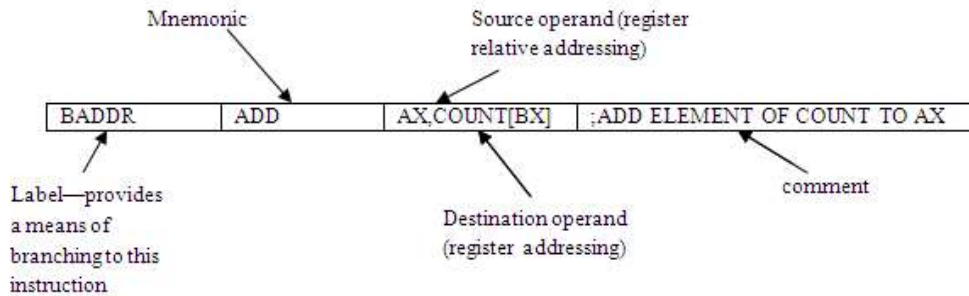 Mnemonic
Source operand (register
relative addressing)
BADDR
ADD
AX,COUNT[BX]
;ADD ELEMENT OF COUNT TO AX
Label—provides
a means of
branching to this
instruction
Destination operand
(register addressing)
comment